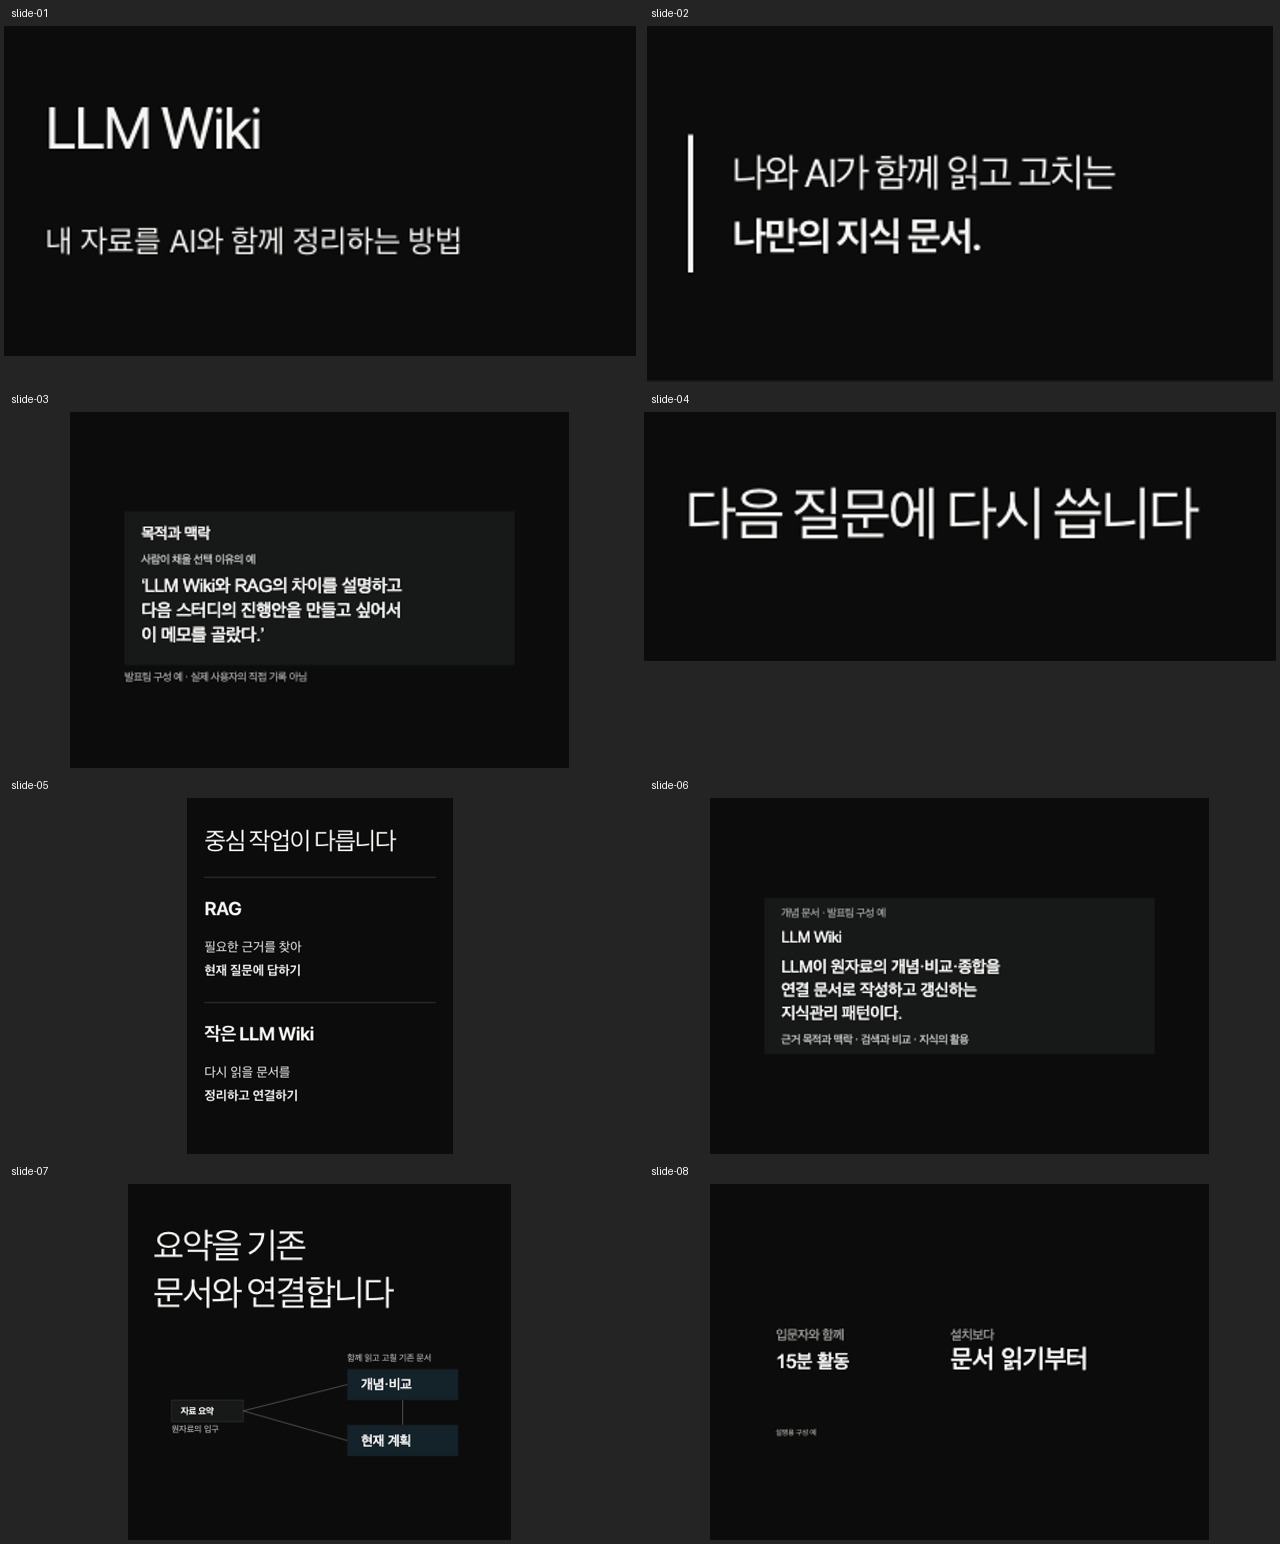 slide-01
LLM Wiki
내 자료를 AI와 함께 정리하는 방법
slide-02
나와 AI가 함께 읽고 고치는
나만의 지식 문서.
slide-03
목적과 맥락
사람이 채울 선택 이유의 예
‘LLM Wiki와 RAG의 차이를 설명하고
다음 스터디의 진행안을 만들고 싶어서
이 메모를 골랐다.’
발표팀 구성 예 · 실제 사용자의 직접 기록 아님
slide-04
다음 질문에 다시 씁니다
slide-05
중심 작업이 다릅니다
RAG
필요한 근거를 찾아
현재 질문에 답하기
작은 LLM Wiki
다시 읽을 문서를
정리하고 연결하기
slide-06
개념 문서 · 발표팀 구성 예
LLM Wiki
LLM이 원자료의 개념·비교·종합을
연결 문서로 작성하고 갱신하는
지식관리 패턴이다.
근거 목적과 맥락 · 검색과 비교 · 지식의 활용
slide-07
요약을 기존
문서와 연결합니다
함께 읽고 고칠 기존 문서
개념·비교
자료 요약
원자료의 입구
현재 계획
slide-08
입문자와 함께
15분 활동
설치보다
문서 읽기부터
설명용 구성 예